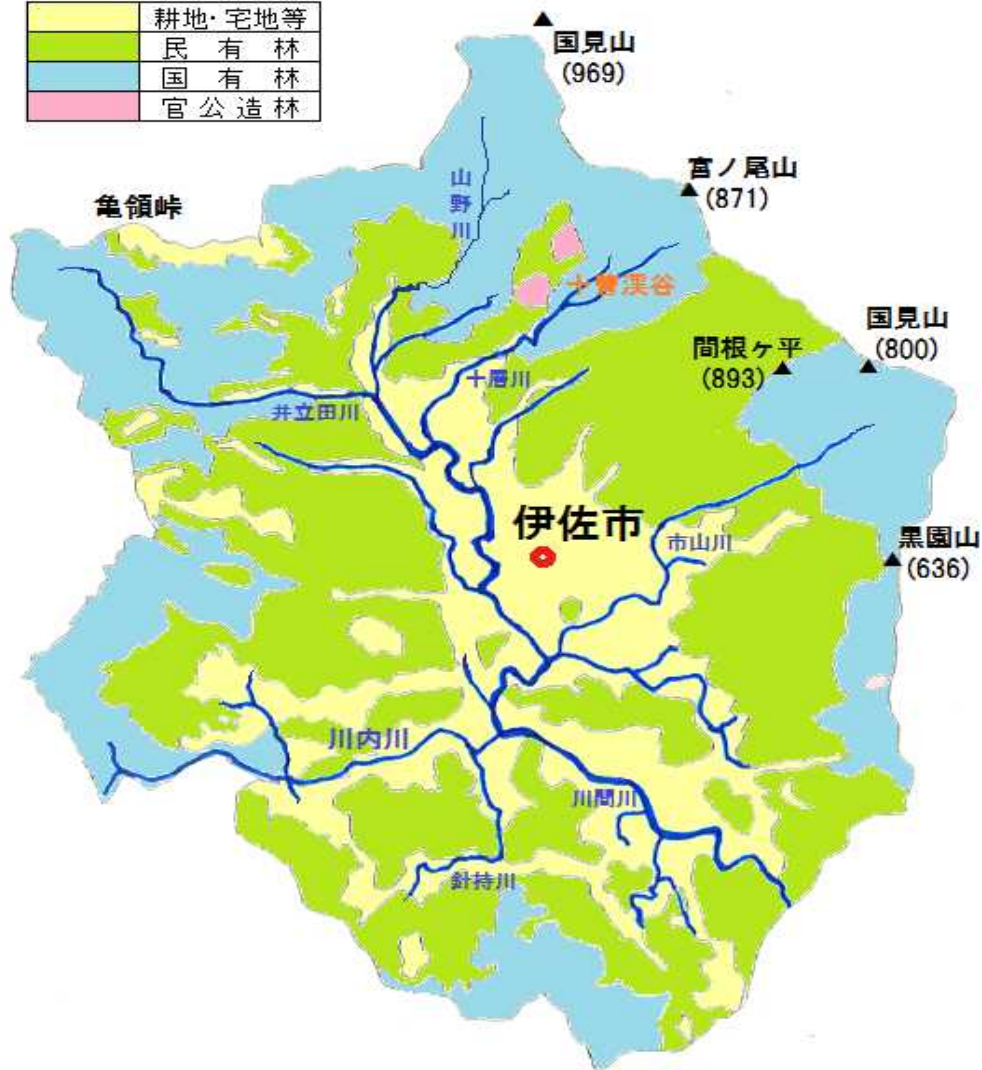 耕地・宅地等
民有林
国有林
官公造林
国見山
(969)
宮ノ尾山
(871)
亀領峠
山野川
十曽渓谷
国見山
(800)
間根ヶ平
(893)
十層川
井立田川
伊佐市
市山川
黒園山
(636)
川内川
川間川
針持川